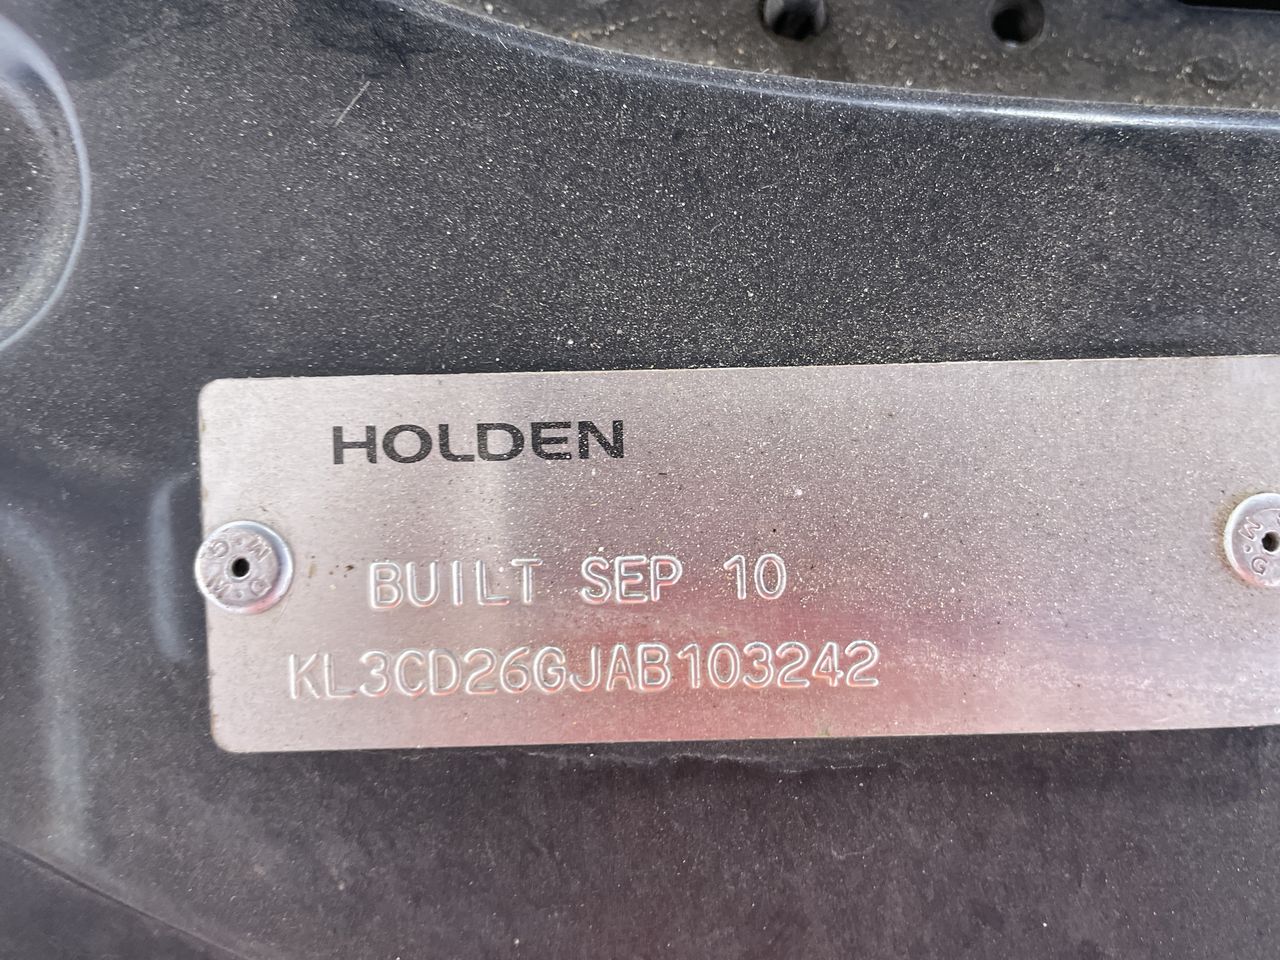 HOLDEN
BUILT SEP 10
KL3CD26GJAB103242